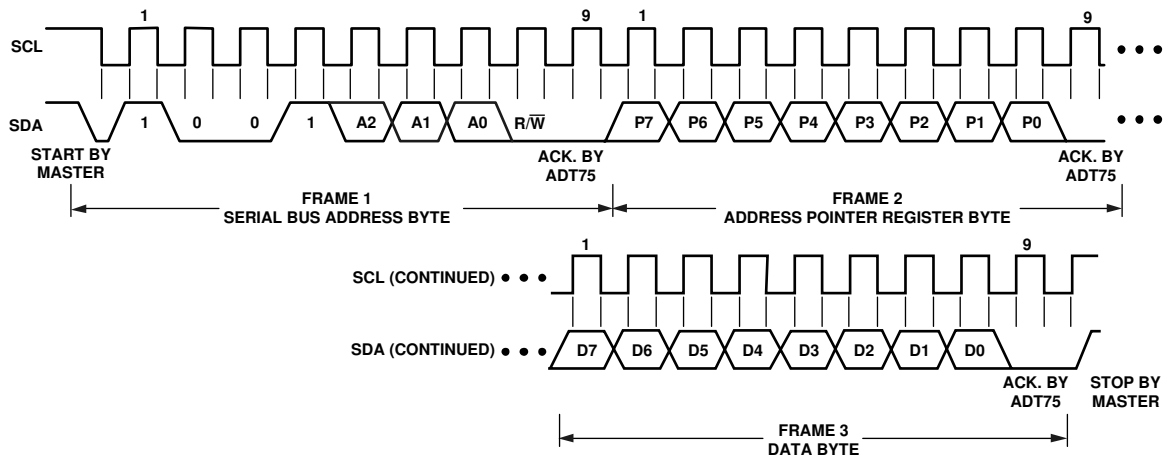 1 9 1 9
SCL
SDA 1 0 0 1 A2 A1 A0 R/W̅ P7 P6 P5 P4 P3 P2 P1 P0
START BY
MASTER
ACK. BY
ADT75
ACK. BY
ADT75
FRAME 1
SERIAL BUS ADDRESS BYTE
FRAME 2
ADDRESS POINTER REGISTER BYTE
1 9
SCL (CONTINUED)
SDA (CONTINUED) D7 D6 D5 D4 D3 D2 D1 D0
ACK. BY
ADT75
STOP BY
MASTER
FRAME 3
DATA BYTE